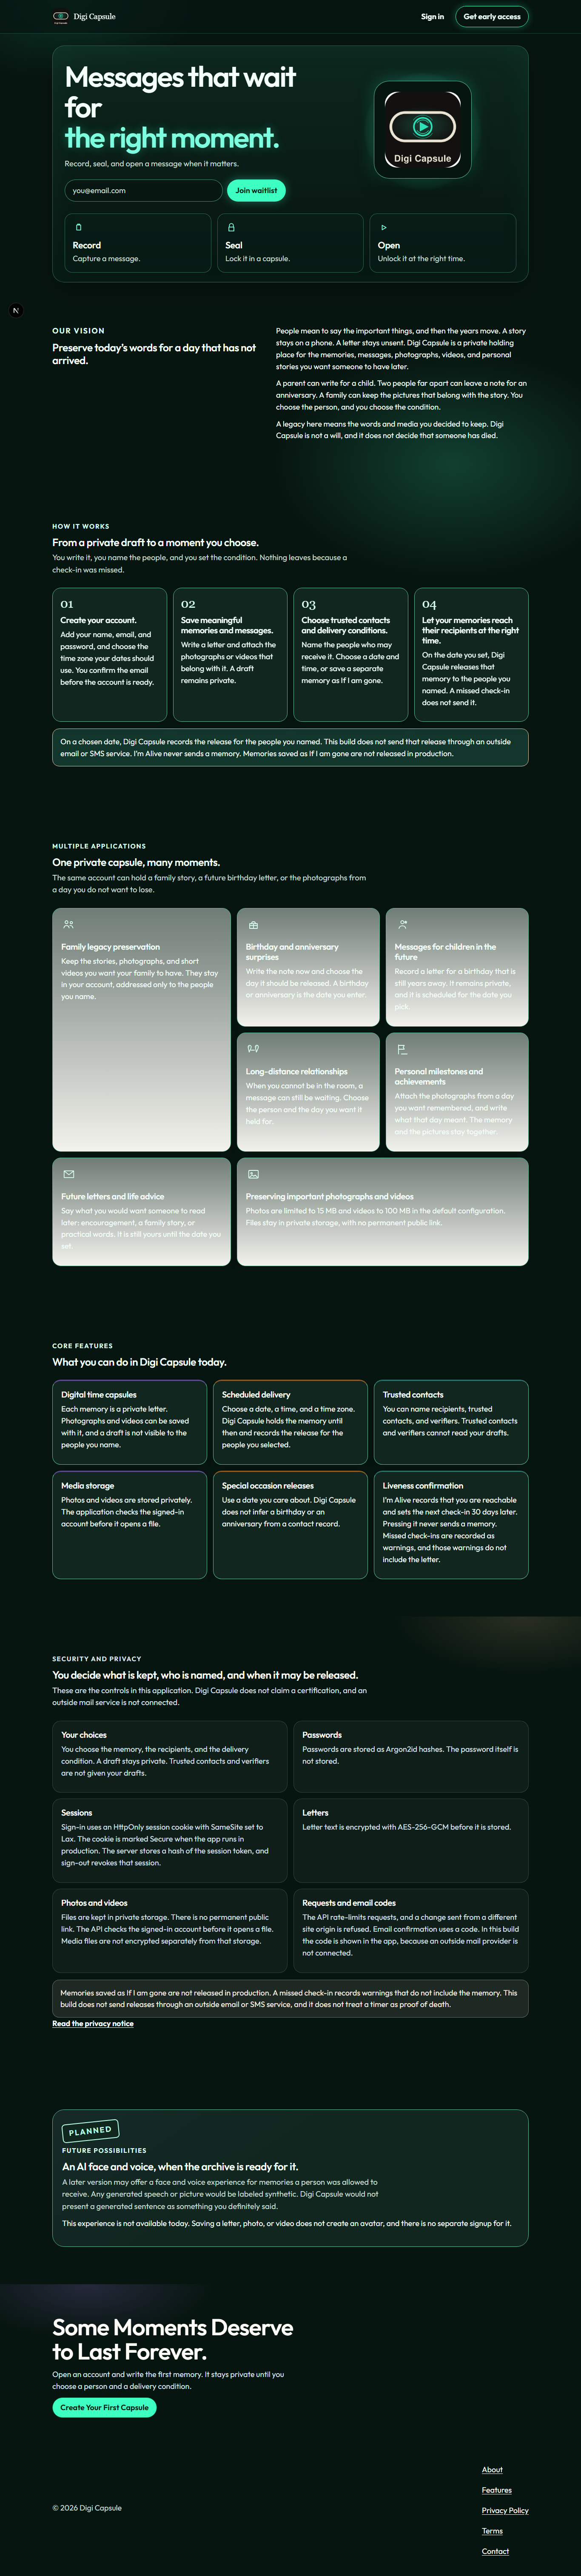 Digi Capsule
Sign in
Get early access
Messages that wait
for
the right moment.
Record, seal, and open a message when it matters.
you@email.com
Join waitlist
Digi Capsule
Record
Capture a message.
Seal
Lock it in a capsule.
Open
Unlock it at the right time.
N
OUR VISION
Preserve today's words for a day that has not
arrived.
People mean to say the important things, and then the years move. A story
stays on a phone. A letter stays unsent. Digi Capsule is a private holding
place for the memories, messages, photographs, videos, and personal
stories you want someone to have later.
A parent can write for a child. Two people far apart can leave a note for an
anniversary. A family can keep the pictures that belong with the story. You
choose the person, and you choose the condition.
A legacy here means the words and media you decided to keep. Digi
Capsule is not a will, and it does not decide that someone has died.
HOW IT WORKS
From a private draft to a moment you choose.
You write it, you name the people, and you set the condition. Nothing leaves because a
check-in was missed.
01
Create your account.
Add your name, email, and
password, and choose the
time zone your dates should
use. You confirm the email
before the account is ready.
02
Save meaningful
memories and messages.
Write a letter and attach the
photographs or videos that
belong with it. A draft
remains private.
03
Choose trusted contacts
and delivery conditions.
Name the people who may
receive it. Choose a date and
time, or save a separate
memory as If I am gone.
04
Let your memories reach
their recipients at the right
time.
On the date you set, Digi
Capsule releases that
memory to the people you
named. A missed check-in
does not send it.
On a chosen date, Digi Capsule records the release for the people you named. This build does not send that release through an outside
email or SMS service. I'm Alive never sends a memory. Memories saved as If I am gone are not released in production.
MULTIPLE APPLICATIONS
One private capsule, many moments.
The same account can hold a family story, a future birthday letter, or the photographs from
a day you do not want to lose.
Family legacy preservation
Keep the stories, photographs, and short
videos you want your family to have. They stay
in your account, addressed only to the people
you name.
Birthday and anniversary
surprises
Write the note now and choose the
day it should be released. A birthday
or anniversary is the date you enter.
Messages for children in the
future
Record a letter for a birthday that is
still years away. It remains private,
and it is scheduled for the date you
pick.
Long-distance relationships
When you cannot be in the room, a
message can still be waiting. Choose
the person and the day you want it
held for.
Personal milestones and
achievements
Attach the photographs from a day
you want remembered, and write
what that day meant. The memory
and the pictures stay together.
Future letters and life advice
Say what you would want someone to read
later: encouragement, a family story, or
practical words. It is still yours until the date you
set.
Preserving important photographs and videos
Photos are limited to 15 MB and videos to 100 MB in the default configuration.
Files stay in private storage, with no permanent public link.
CORE FEATURES
What you can do in Digi Capsule today.
Digital time capsules
Each memory is a private letter.
Photographs and videos can be saved
with it, and a draft is not visible to the
people you name.
Scheduled delivery
Choose a date, a time, and a time zone.
Digi Capsule holds the memory until
then and records the release for the
people you selected.
Trusted contacts
You can name recipients, trusted
contacts, and verifiers. Trusted contacts
and verifiers cannot read your drafts.
Media storage
Photos and videos are stored privately.
The application checks the signed-in
account before it opens a file.
Special occasion releases
Use a date you care about. Digi Capsule
does not infer a birthday or an
anniversary from a contact record.
Liveness confirmation
I'm Alive records that you are reachable
and sets the next check-in 30 days later.
Pressing it never sends a memory.
Missed check-ins are recorded as
warnings, and those warnings do not
include the letter.
SECURITY AND PRIVACY
You decide what is kept, who is named, and when it may be released.
These are the controls in this application. Digi Capsule does not claim a certification, and an
outside mail service is not connected.
Your choices
You choose the memory, the recipients, and the delivery
condition. A draft stays private. Trusted contacts and verifiers
are not given your drafts.
Passwords
Passwords are stored as Argon2id hashes. The password itself is
not stored.
Sessions
Sign-in uses an HttpOnly session cookie with SameSite set to
Lax. The cookie is marked Secure when the app runs in
production. The server stores a hash of the session token, and
sign-out revokes that session.
Letters
Letter text is encrypted with AES-256-GCM before it is stored.
Photos and videos
Files are kept in private storage. There is no permanent public
link. The API checks the signed-in account before it opens a file.
Media files are not encrypted separately from that storage.
Requests and email codes
The API rate-limits requests, and a change sent from a different
site origin is refused. Email confirmation uses a code. In this build
the code is shown in the app, because an outside mail provider is
not connected.
Memories saved as If I am gone are not released in production. A missed check-in records warnings that do not include the memory. This
build does not send releases through an outside email or SMS service, and it does not treat a timer as proof of death.
Read the privacy notice
PLANNED
FUTURE POSSIBILITIES
An AI face and voice, when the archive is ready for it.
A later version may offer a face and voice experience for memories a person was allowed to
receive. Any generated speech or picture would be labeled synthetic. Digi Capsule would not
present a generated sentence as something you definitely said.
This experience is not available today. Saving a letter, photo, or video does not create an avatar, and there is no separate signup for it.
Some Moments Deserve
to Last Forever.
Open an account and write the first memory. It stays private until you
choose a person and a delivery condition.
Create Your First Capsule
© 2026 Digi Capsule
About
Features
Privacy Policy
Terms
Contact